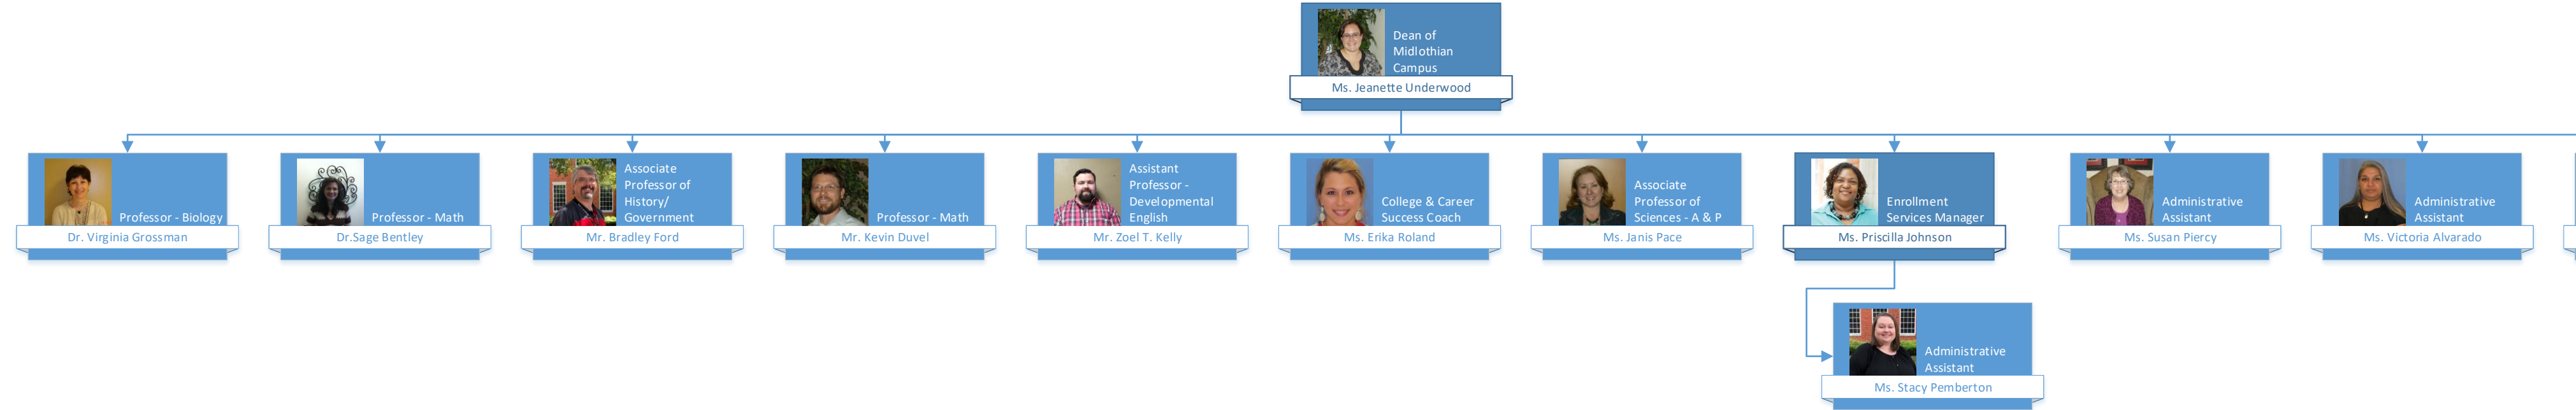 Dean of
Midlothian
Campus
Ms. Jeanette Underwood
Professor - Biology
Dr. Virginia Grossman
Professor - Math
Dr.Sage Bentley
Associate
Professor of
History/
Government
Mr. Bradley Ford
Professor - Math
Mr. Kevin Duvel
Assistant
Professor -
Developmental
English
Mr. Zoel T. Kelly
College & Career
Success Coach
Ms. Erika Roland
Associate
Professor of
Sciences - A & P
Ms. Janis Pace
Enrollment
Services Manager
Ms. Priscilla Johnson
Administrative
Assistant
Ms. Susan Piercy
Administrative
Assistant
Ms. Victoria Alvarado
Administrative
Assistant
Ms. Stacy Pemberton